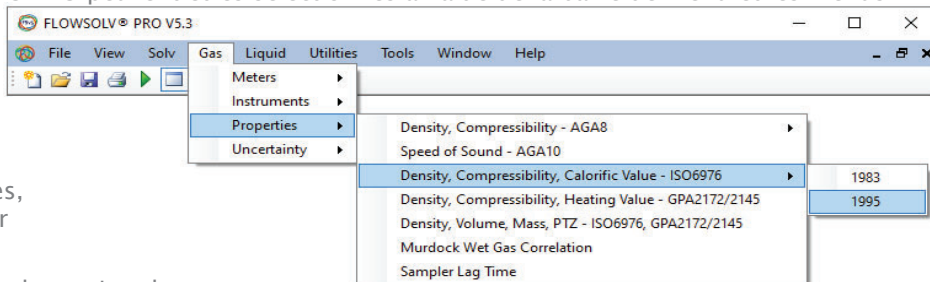 FLOWSOLV® PRO V5.3
File View Solv Gas Liquid Utilities Tools Window Help
Meters
Instruments
Properties
Uncertainty
Density, Compressibility - AGA8
Speed of Sound - AGA10
Density, Compressibility, Calorific Value - ISO6976
1983
Density, Compressibility, Heating Value - GPA2172/2145
1995
Density, Volume, Mass, PTZ - ISO6976, GPA2172/2145
Murdock Wet Gas Correlation
Sampler Lag Time